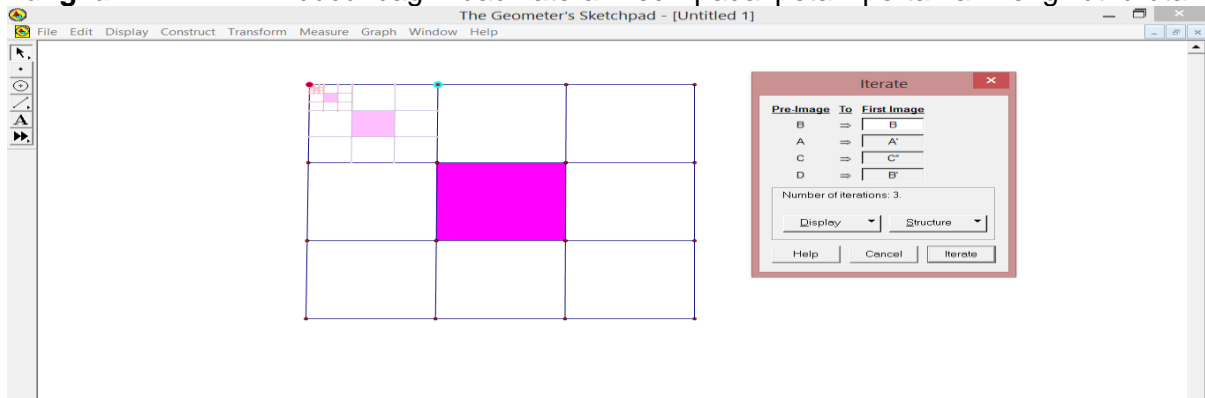 The Geometer's Sketchpad - [Untitled 1]
File Edit Display Construct Transform Measure Graph Window Help
A
Iterate
Pre-Image To First Image
B ⇒ B
A ⇒ A'
C ⇒ C"
D ⇒ B'
Number of iterations: 3.
Display Structure
Help Cancel Iterate